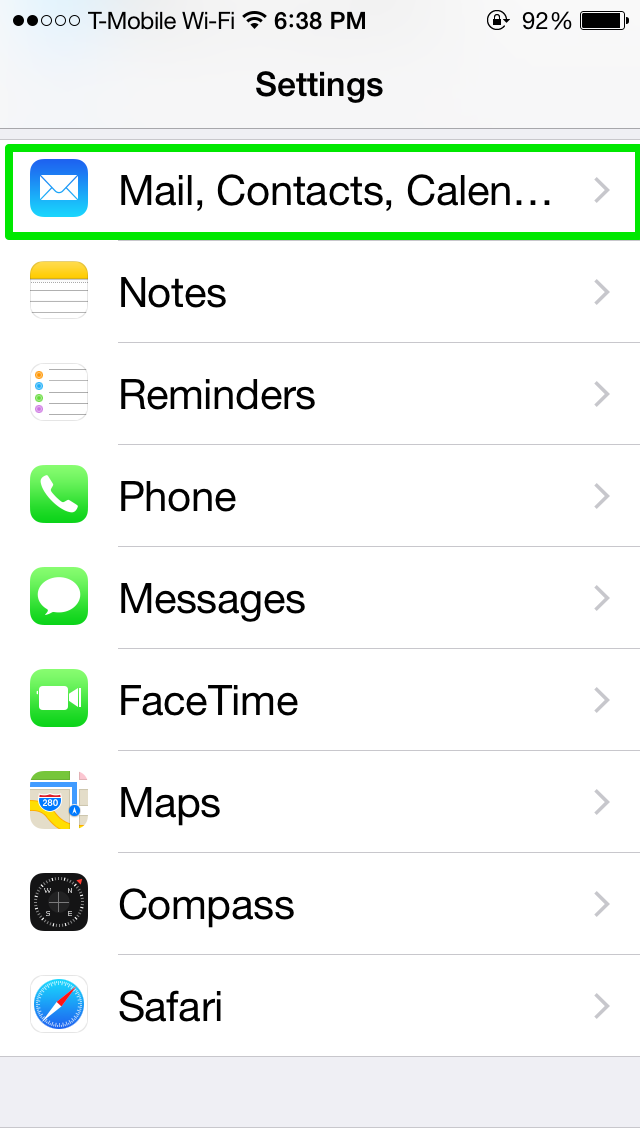 T-Mobile Wi-Fi 6:38 PM 92%
Settings
Mail, Contacts, Calen...
Notes
Reminders
Phone
Messages
FaceTime
280
Maps
W N
S E
Compass
Safari